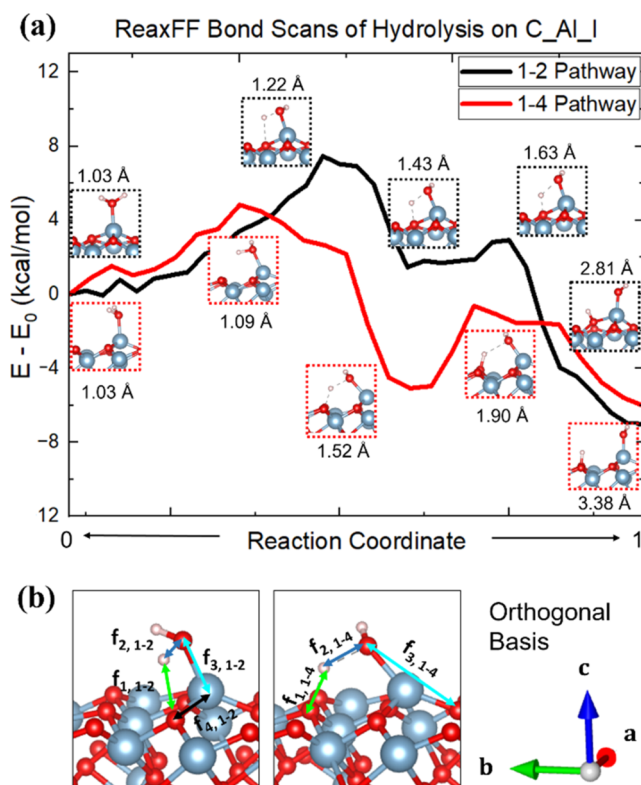 (a)
ReaxFF Bond Scans of Hydrolysis on C_Al_I
12
8
4
0
−4
−8
12
E - E₀ (kcal/mol)
1-2 Pathway
1-4 Pathway
1.22 Å
1.03 Å
1.43 Å
1.63 Å
2.81 Å
1.09 Å
1.03 Å
1.52 Å
1.90 Å
3.38 Å
0
Reaction Coordinate
1
(b)
f2, 1-2
f1, 1-2
f3, 1-2
f4, 1-2
f2, 1-4
f1, 1-4
f3, 1-4
Orthogonal
Basis
c
b
a